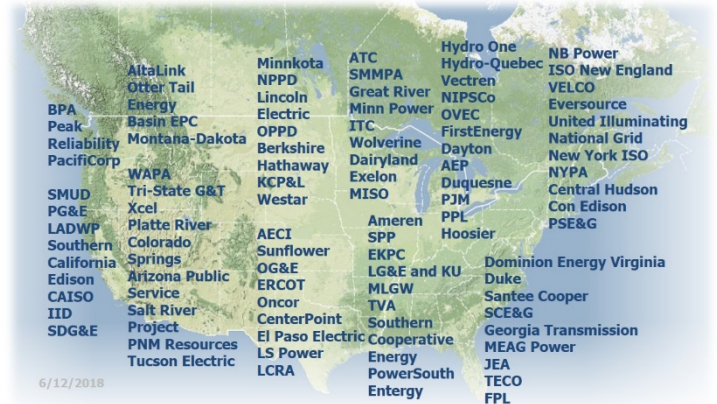 BPA
Peak
Reliability
PacifiCorp
SMUD
PG&E
LADWP
Southern
California
Edison
CAISO
IID
SDG&E
AltaLink
Otter Tail
Energy
Basin EPC
Montana-Dakota
WAPA
Tri-State G&T
Xcel
Platte River
Colorado
Springs
Arizona Public
Service
Salt River
Project
PNM Resources
Tucson Electric
Minnkota
NPPD
Lincoln
Electric
OPPD
Berkshire
Hathaway
KCP&L
Westar
AECI
Sunflower
OG&E
ERCOT
Oncor
CenterPoint
El Paso Electric
LS Power
LCRA
ATC
SMMPA
Great River
Minn Power
ITC
Wolverine
Dairyland
Exelon
MISO
Ameren
SPP
EKPC
LG&E and KU
MLGW
TVA
Southern
Cooperative
Energy
PowerSouth
Entergy
Hydro One
Hydro-Quebec
Vectren
NIPSCo
OVEC
FirstEnergy
Dayton
AEP
Duquesne
PJM
PPL
Hoosier
NB Power
ISO New England
VELCO
Eversource
United Illuminating
National Grid
New York ISO
NYPA
Central Hudson
Con Edison
PSE&G
Dominion Energy Virginia
Duke
Santee Cooper
SCE&G
Georgia Transmission
MEAG Power
JEA
TECO
FPL
6/12/2018